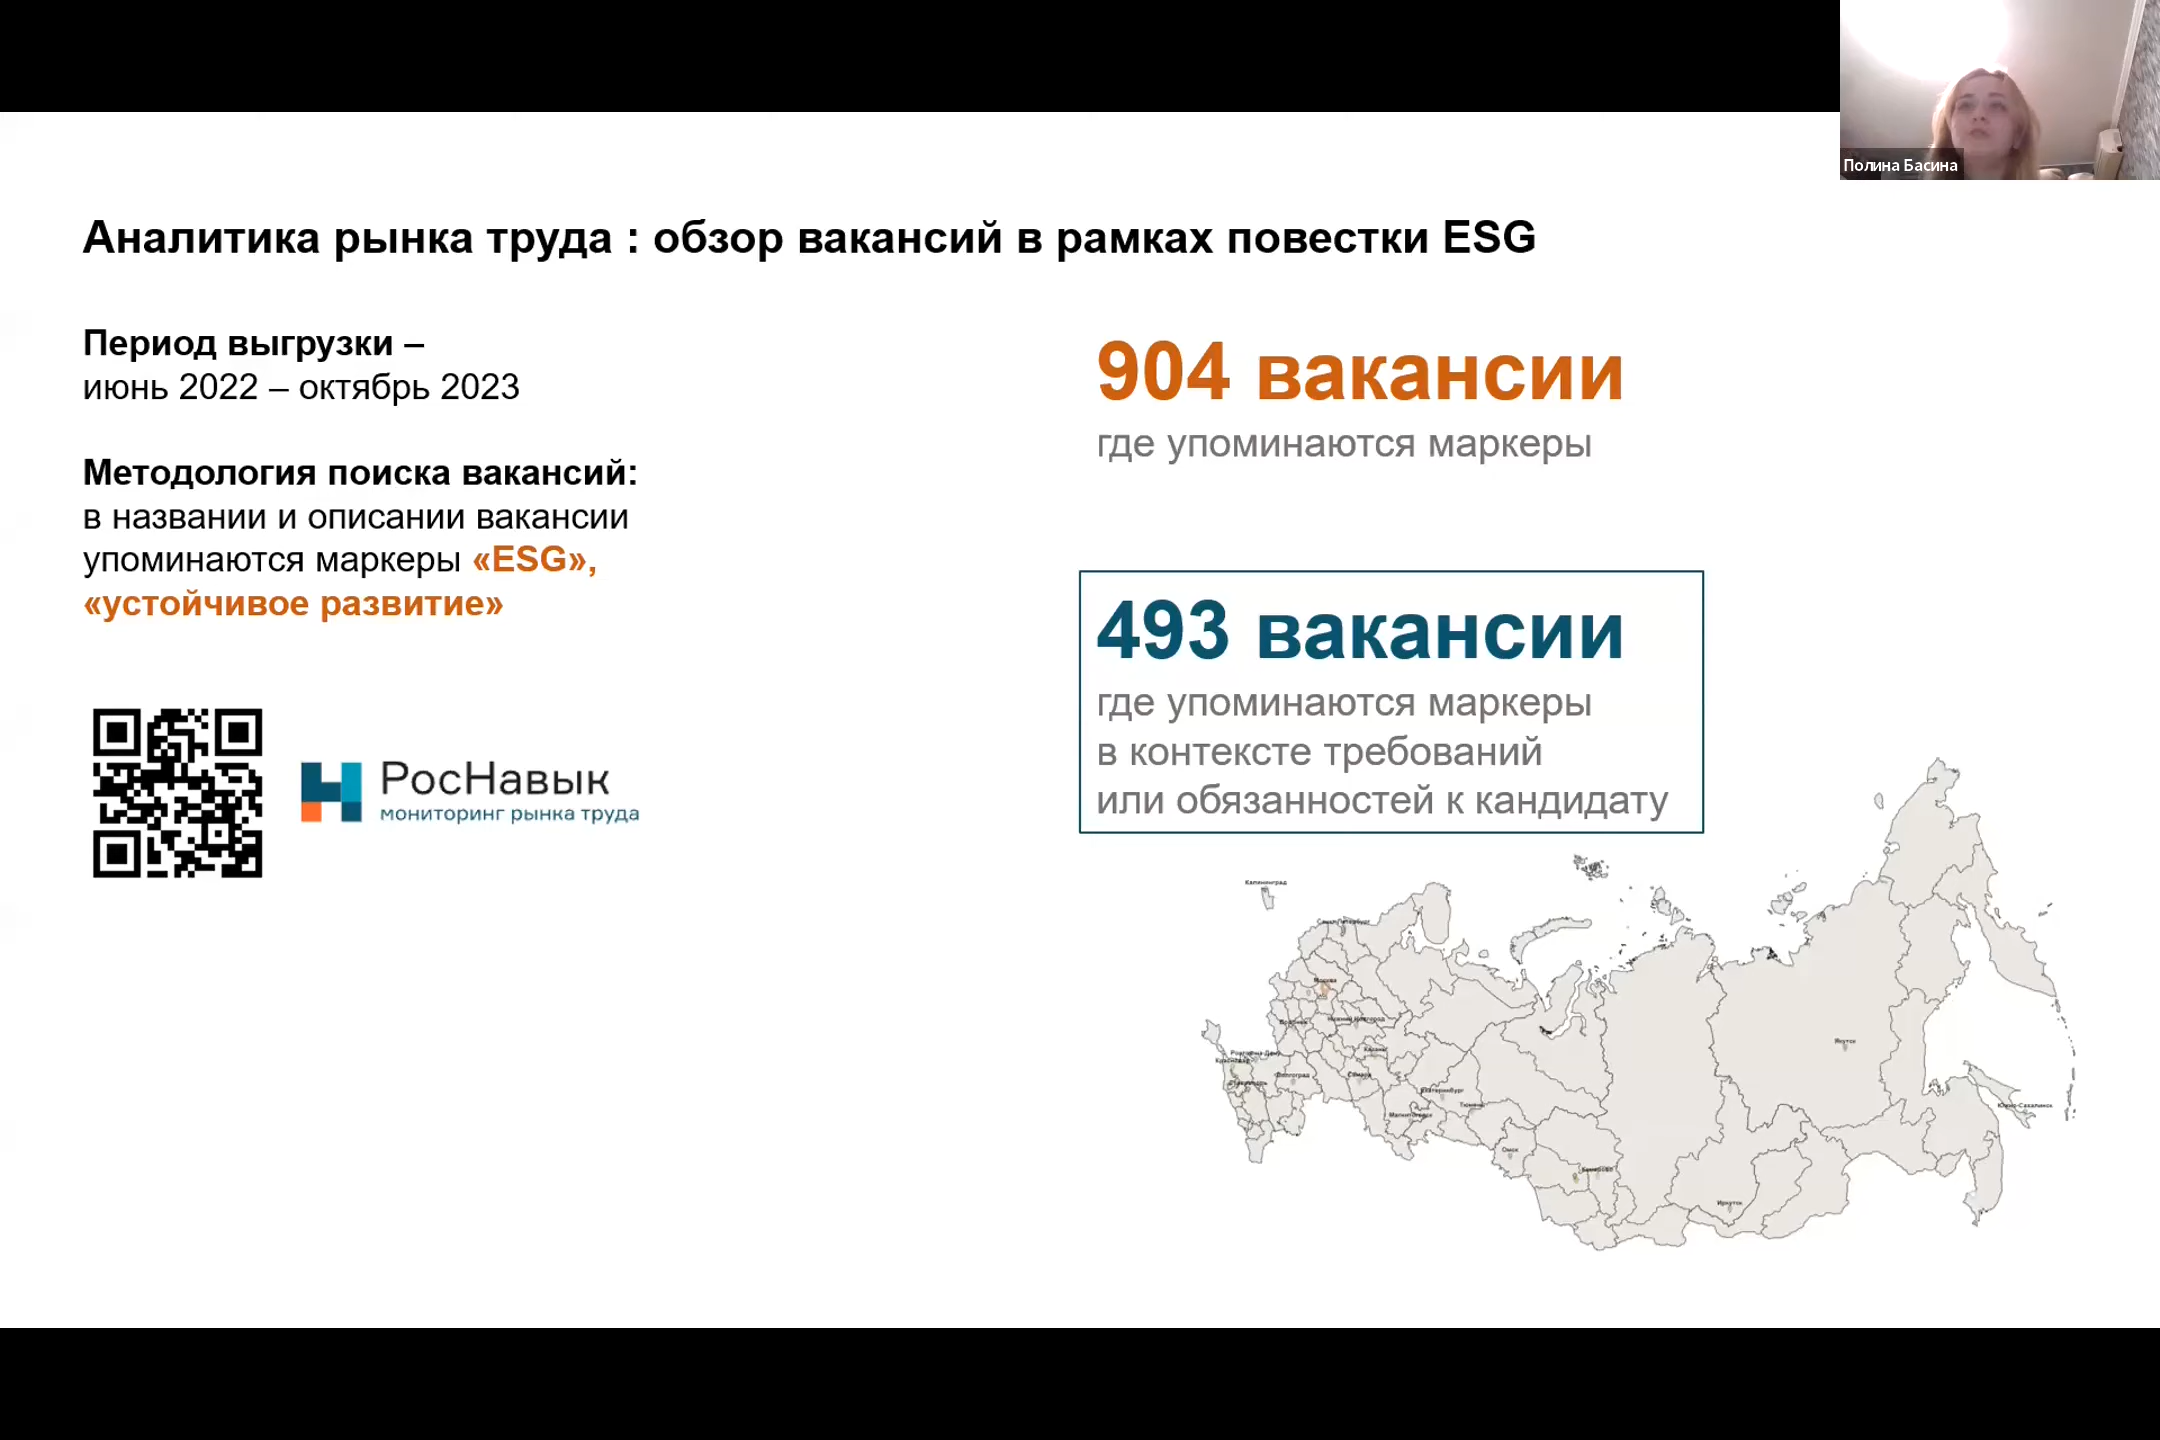 Полина Басина
Аналитика рынка труда : обзор вакансий в рамках повестки ESG
Период выгрузки –
июнь 2022 – октябрь 2023
Методология поиска вакансий:
в названии и описании вакансии
упоминаются маркеры «ESG»,
«устойчивое развитие»
РосНавык
мониторинг рынка труда
904 вакансии
где упоминаются маркеры
493 вакансии
где упоминаются маркеры
в контексте требований
или обязанностей к кандидату
Калининград
Санкт-Петербург
Москва
Воронеж
Нижний Новгород
Казань
Ростов-на-Дону
Краснодар
Волгоград
Самара
Екатеринбург
Тюмень
Магнитогорск
Омск
Кемерово
Иркутск
Якутск
Южно-Сахалинск